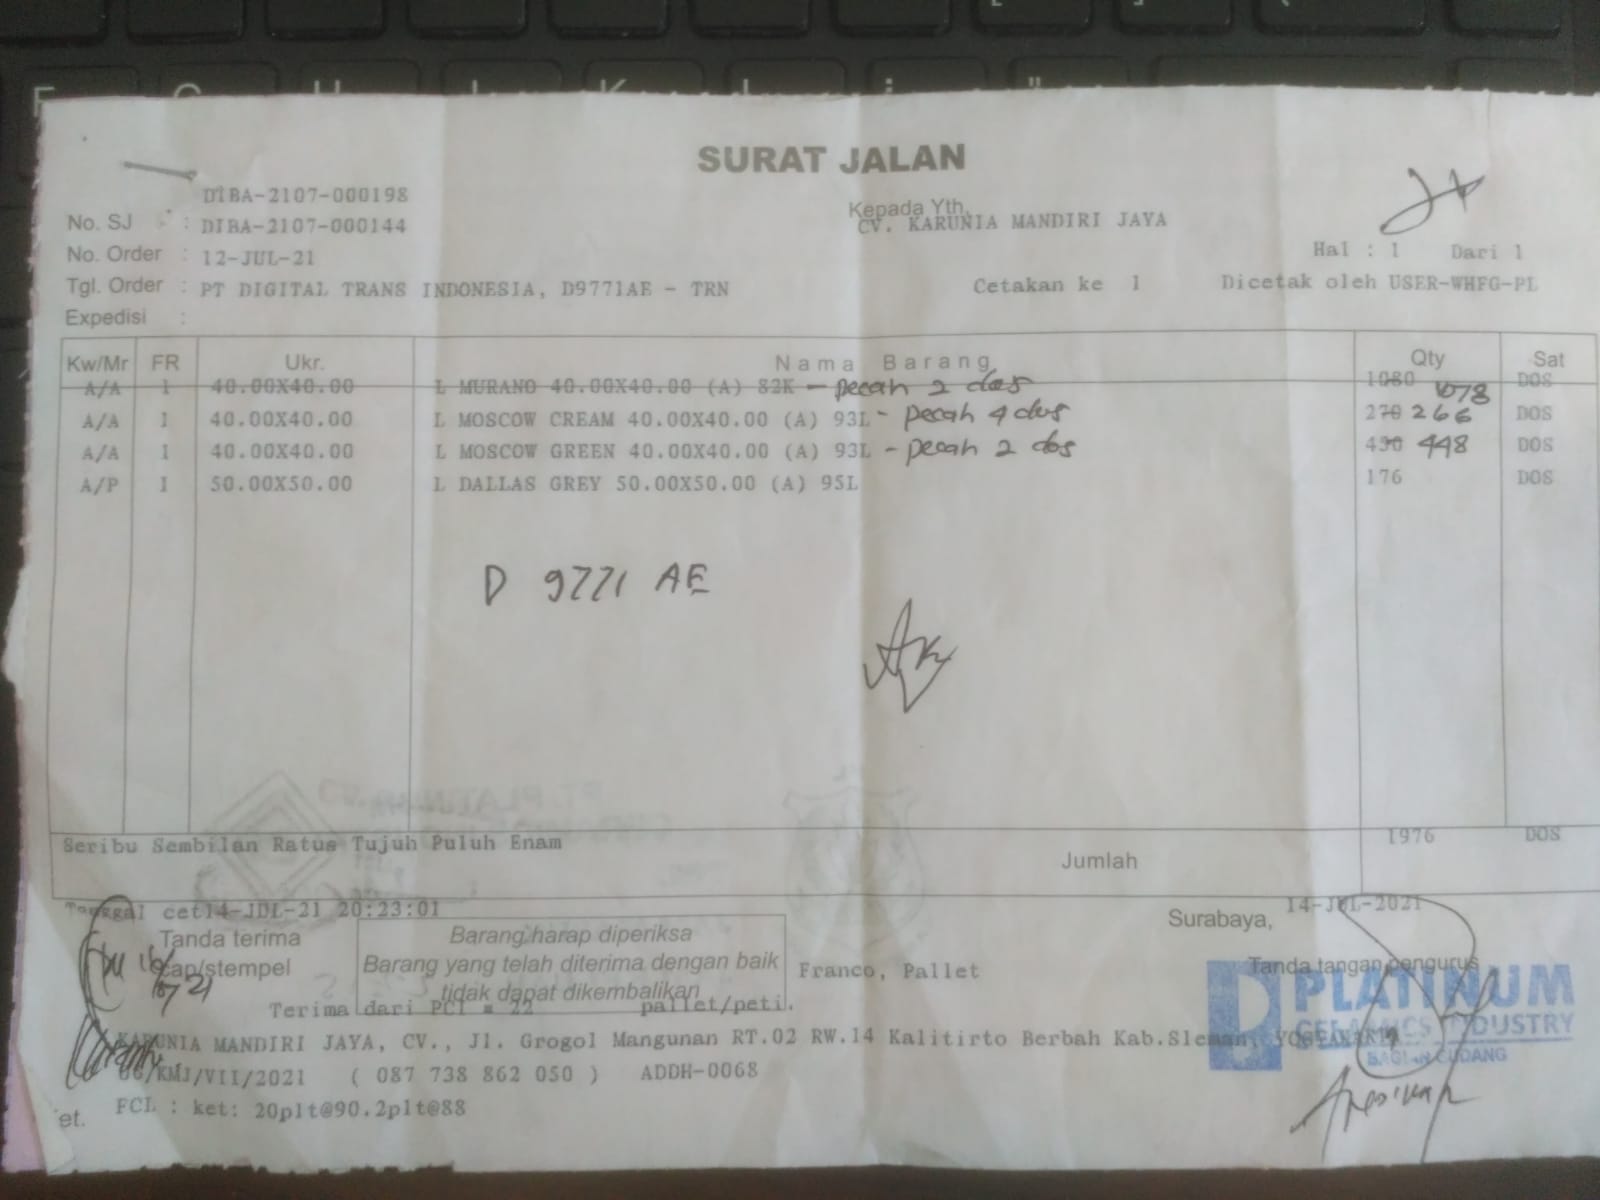 SURAT JALAN
DIBA-2107-000198
No. SJ : DIBA-2107-000144
No. Order : 12-JUL-21
Tgl. Order : PT DIGITAL TRANS INDONESIA, D9771AE - TRN
Expedisi :
Kepada Yth,
CV. KARUNIA MANDIRI JAYA
Hal : 1 Dari 1
Cetakan ke 1 Dicetak oleh USER-WHFG-PL
Kw/Mr FR Ukr. Nama Barang Qty Sat
A/A 1 40.00X40.00 L MURANO 40.00X40.00 (A) 82K - pecah 2 dos 1080 1078 DOS
A/A 1 40.00X40.00 L MOSCOW CREAM 40.00X40.00 (A) 93L - pecah 4 dos 270 266 DOS
A/A 1 40.00X40.00 L MOSCOW GREEN 40.00X40.00 (A) 93L - pecah 2 dos 450 448 DOS
A/P 1 50.00X50.00 L DALLAS GREY 50.00X50.00 (A) 95L 176 DOS
D 9771 AE
Seribu Sembilan Ratus Tujuh Puluh Enam
Jumlah 1976 DOS
Tanggal cet14-JUL-21 20:23:01
Tanda terima
cap/stempel
Barang harap diperiksa
Barang yang telah diterima dengan baik
tidak dapat dikembalikan
Franco, Pallet
Surabaya, 14-JUL-2021
Tanda tangan pengurus
PLATINUM
CERAMICS INDUSTRY
BAGIAN GUDANG
Terima dari PCI = 22 pallet/peti.
KARUNIA MANDIRI JAYA, CV., Jl. Grogol Mangunan RT.02 RW.14 Kalitirto Berbah Kab.Sleman, YOGYAKARTA
06/KMJ/VII/2021 ( 087 738 862 050 ) ADDH-0068
FCL : ket: 20plt@90.2plt@88
et.